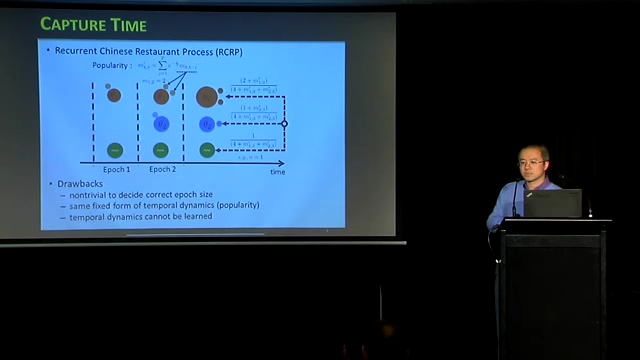 CAPTURE TIME
• Recurrent Chinese Restaurant Process (RCRP)
Popularity :
Epoch 1
Epoch 2
time
• Drawbacks
– nontrivial to decide correct epoch size
– same fixed form of temporal dynamics (popularity)
– temporal dynamics cannot be learned